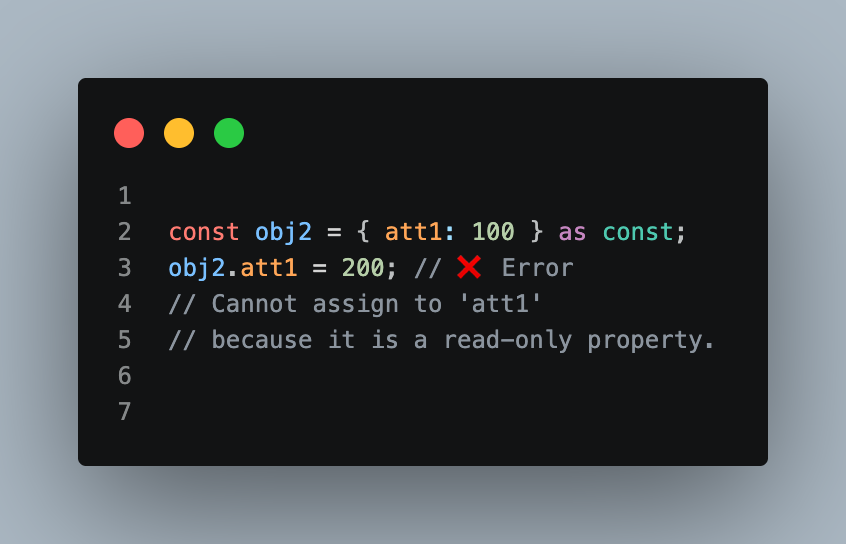 1
2 const obj2 = { att1: 100 } as const;
3 obj2.att1 = 200; // ❌ Error
4 // Cannot assign to 'att1'
5 // because it is a read-only property.
6
7